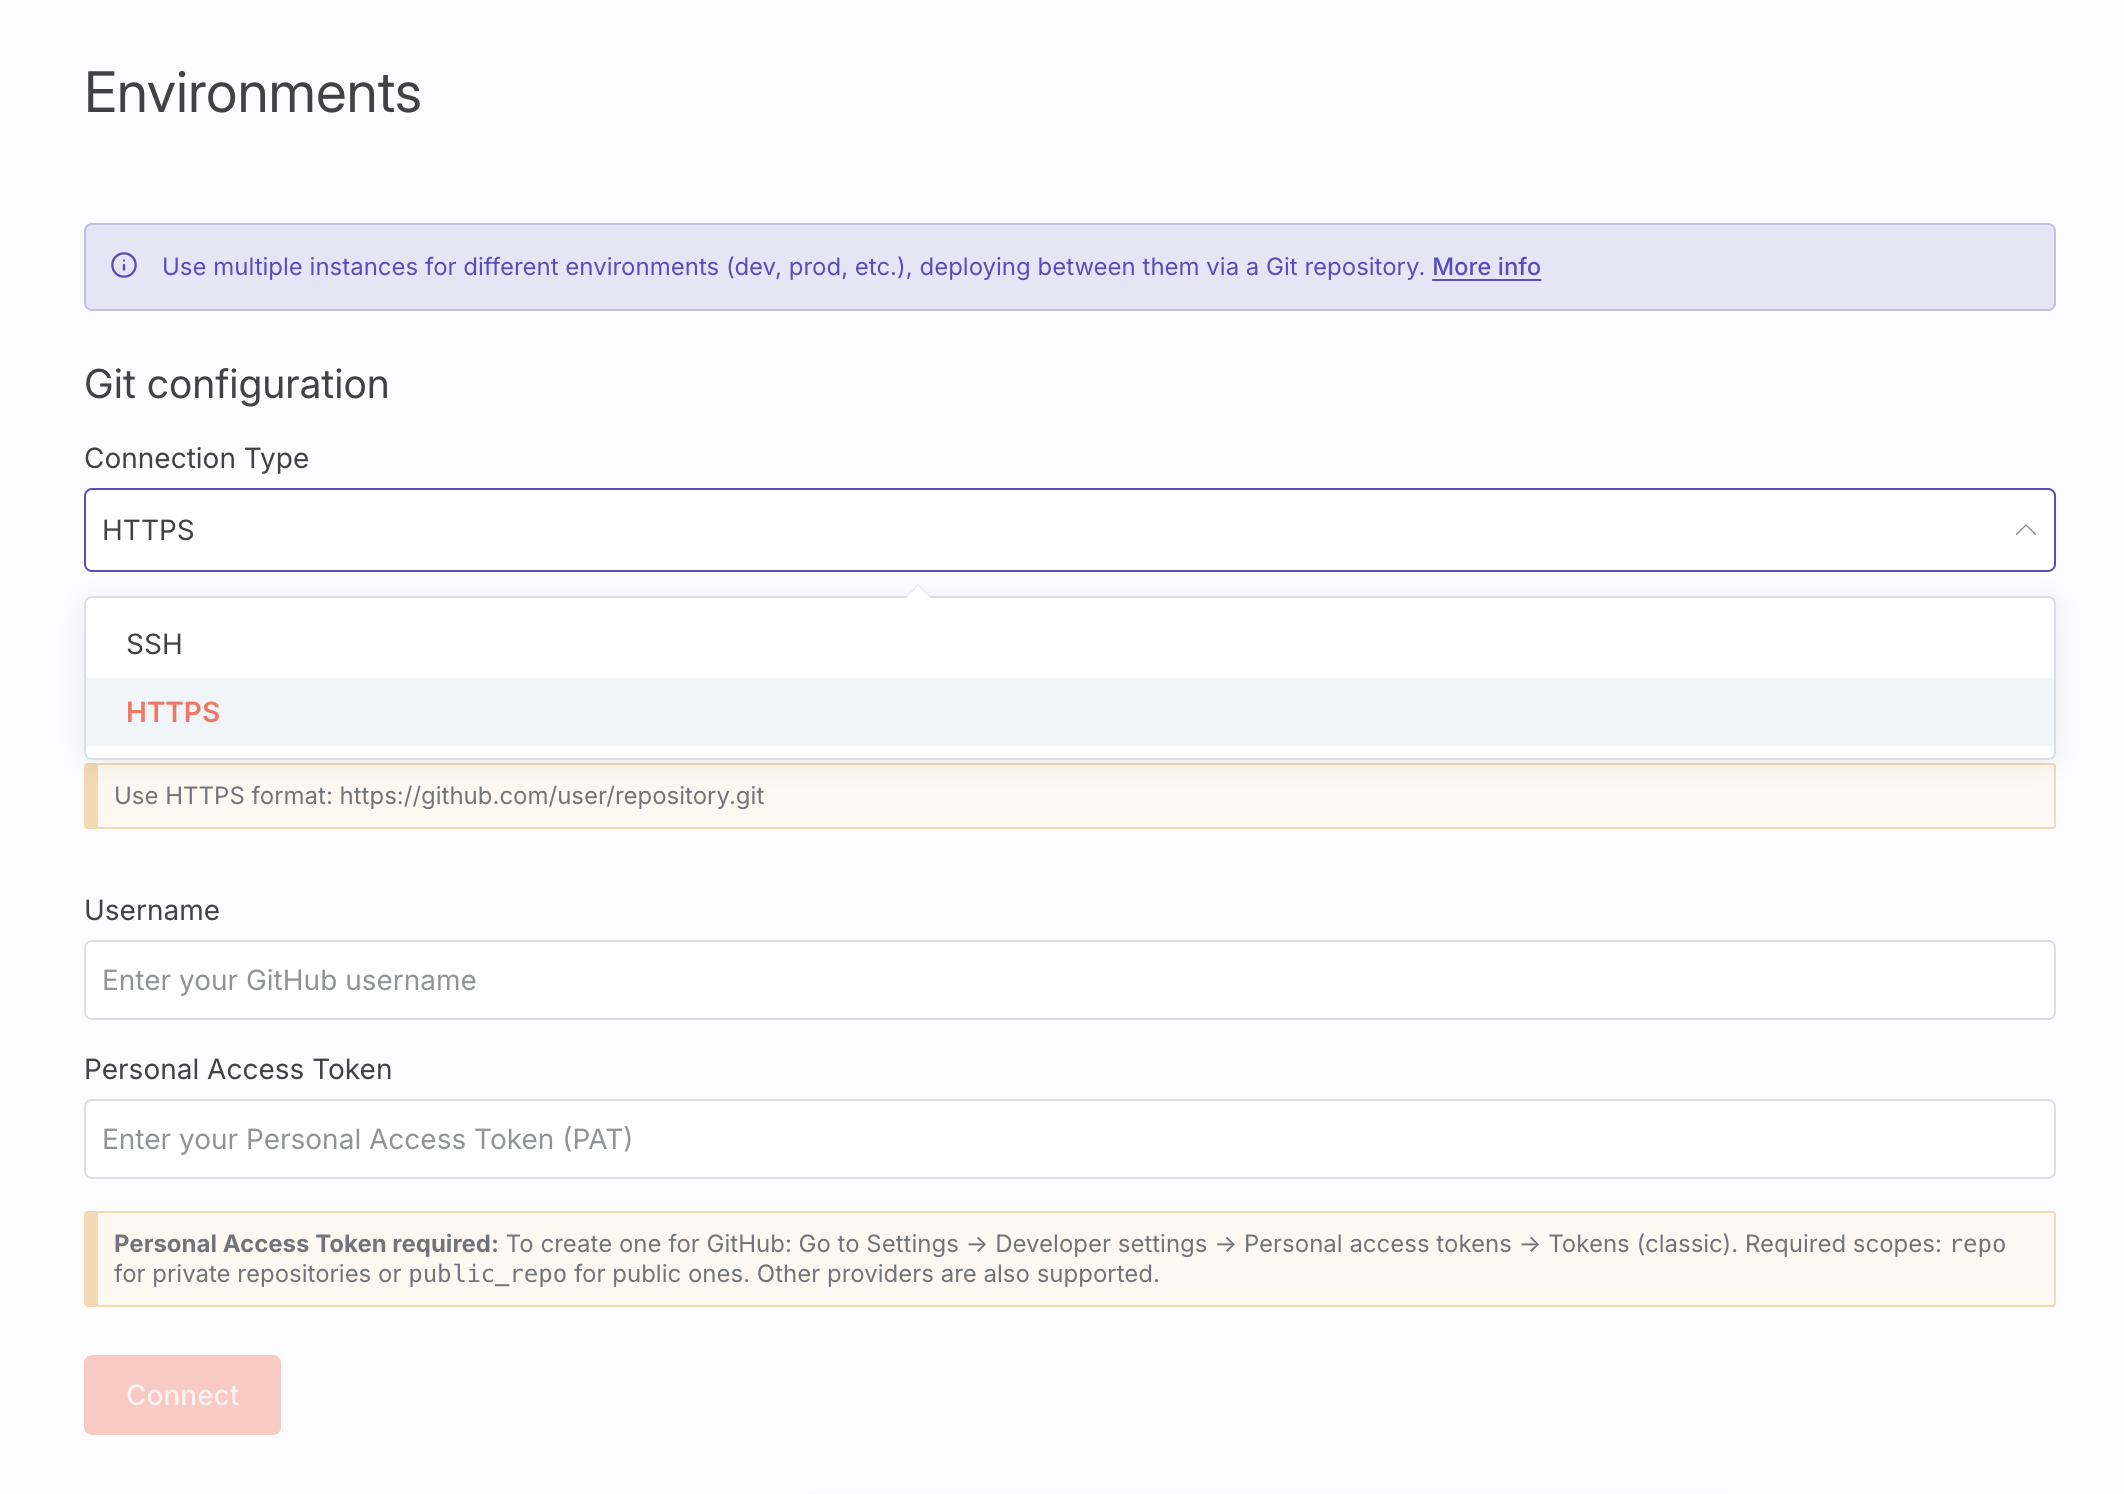 Environments
Use multiple instances for different environments (dev, prod, etc.), deploying between them via a Git repository. More info
Git configuration
Connection Type
HTTPS
SSH
HTTPS
Use HTTPS format: https://github.com/user/repository.git
Username
Enter your GitHub username
Personal Access Token
Enter your Personal Access Token (PAT)
Personal Access Token required: To create one for GitHub: Go to Settings → Developer settings → Personal access tokens → Tokens (classic). Required scopes: repo
for private repositories or public_repo for public ones. Other providers are also supported.
Connect